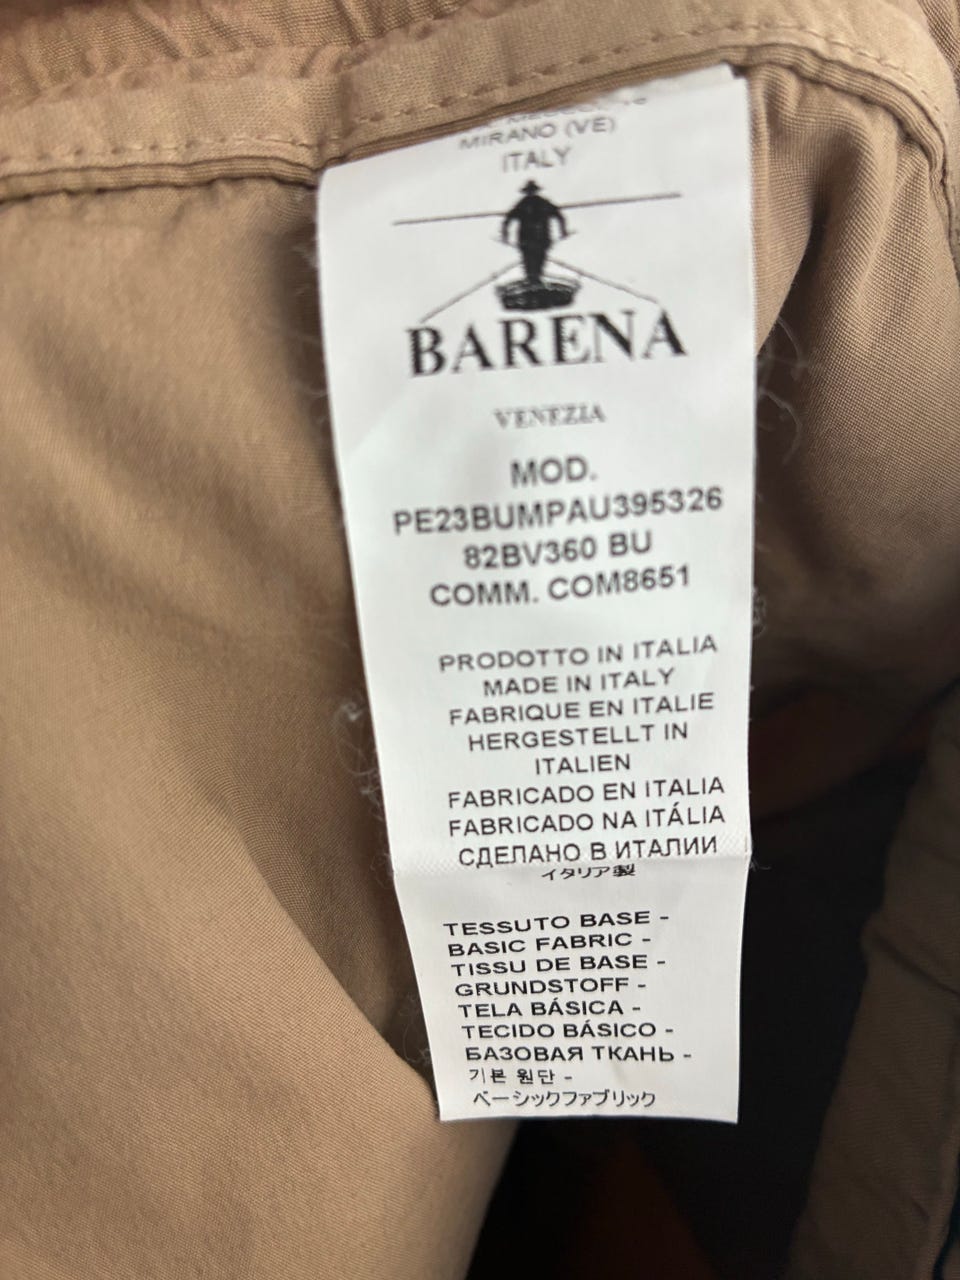 MIRANO (VE)
ITALY
BARENA
VENEZIA
MOD.
PE23BUMPAU395326
82BV360 BU
COMM. COM8651
PRODOTTO IN ITALIA
MADE IN ITALY
FABRIQUE EN ITALIE
HERGESTELLT IN
ITALIEN
FABRICADO EN ITALIA
FABRICADO NA ITÁLIA
СДЕЛАНО В ИТАЛИИ
イタリア製
TESSUTO BASE -
BASIC FABRIC -
TISSU DE BASE -
GRUNDSTOFF -
TELA BÁSICA -
TECIDO BÁSICO -
БАЗОВАЯ ТКАНЬ -
기본 원단 -
ベーシックファブリック